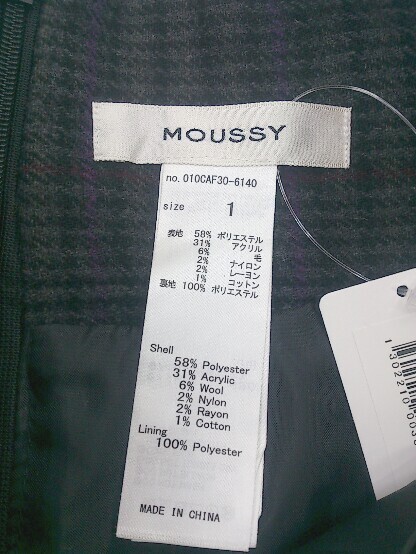 MOUSSY
no. 010CAF30-6140
size 1
表地 58% ポリエステル
31% アクリル
6% 毛
2% ナイロン
2% レーヨン
1% コットン
裏地 100% ポリエステル
Shell
58% Polyester
31% Acrylic
6% Wool
2% Nylon
2% Rayon
1% Cotton
Lining
100% Polyester
MADE IN CHINA